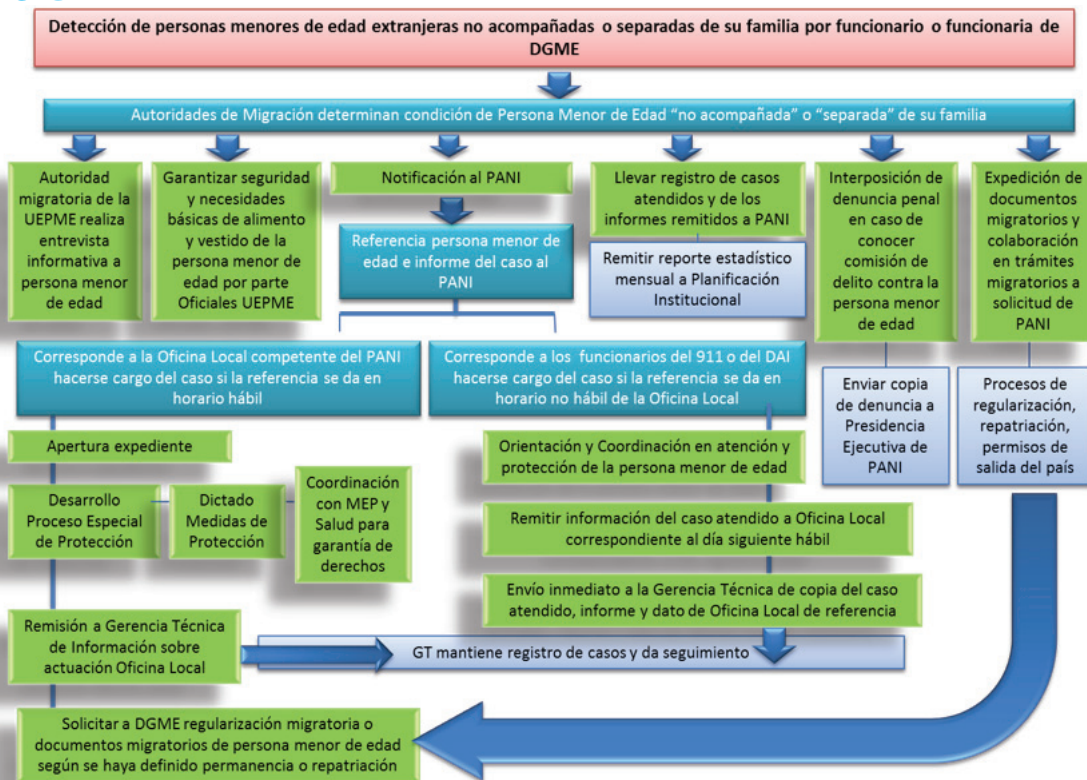 Detección de personas menores de edad extranjeras no acompañadas o separadas de su familia por funcionario o funcionaria de
DGME
Autoridades de Migración determinan condición de Persona Menor de Edad “no acompañada” o “separada” de su familia
Autoridad
migratoria de la
UEPME realiza
entrevista
informativa a
persona menor
de edad
Garantizar seguridad
y necesidades
básicas de alimento
y vestido de la
persona menor de
edad por parte
Oficiales UEPME
Notificación al PANI
Referencia persona menor de
edad e informe del caso al
PANI
Llevar registro de casos
atendidos y de los
informes remitidos a PANI
Remitir reporte estadístico
mensual a Planificación
Institucional
Interposición de
denuncia penal
en caso de
conocer
comisión de
delito contra la
persona menor
de edad
Enviar copia
de denuncia a
Presidencia
Ejecutiva de
PANI
Expedición de
documentos
migratorios y
colaboración
en trámites
migratorios a
solicitud de
PANI
Procesos de
regularización,
repatriación,
permisos de
salida del país
Corresponde a la Oficina Local competente del PANI
hacerse cargo del caso si la referencia se da en
horario hábil
Corresponde a los funcionarios del 911 o del DAI
hacerse cargo del caso si la referencia se da en
horario no hábil de la Oficina Local
Apertura expediente
Desarrollo
Proceso Especial
de Protección
Dictado
Medidas de
Protección
Coordinación
con MEP y
Salud para
garantía de
derechos
Orientación y Coordinación en atención y
protección de la persona menor de edad
Remitir información del caso atendido a Oficina Local
correspondiente al día siguiente hábil
Envío inmediato a la Gerencia Técnica de copia del caso
atendido, informe y dato de Oficina Local de referencia
Remisión a Gerencia Técnica
de Información sobre
actuación Oficina Local
GT mantiene registro de casos y da seguimiento
Solicitar a DGME regularización migratoria o
documentos migratorios de persona menor de edad
según se haya definido permanencia o repatriación